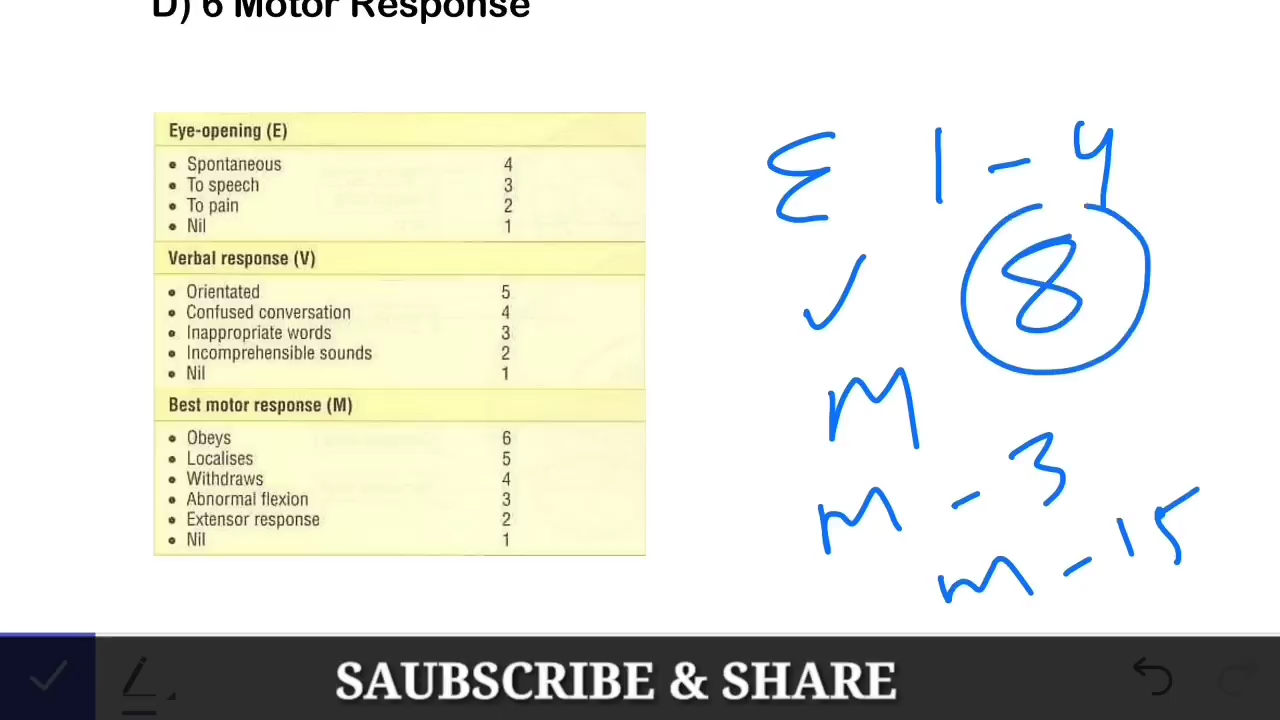 D) 6 Motor Response
Eye-opening (E)
• Spontaneous 4
• To speech 3
• To pain 2
• Nil 1
Verbal response (V)
• Orientated 5
• Confused conversation 4
• Inappropriate words 3
• Incomprehensible sounds 2
• Nil 1
Best motor response (M)
• Obeys 6
• Localises 5
• Withdraws 4
• Abnormal flexion 3
• Extensor response 2
• Nil 1
E 1 - 4
V 8
M
M - 3
M - 15
SAUBSCRIBE & SHARE